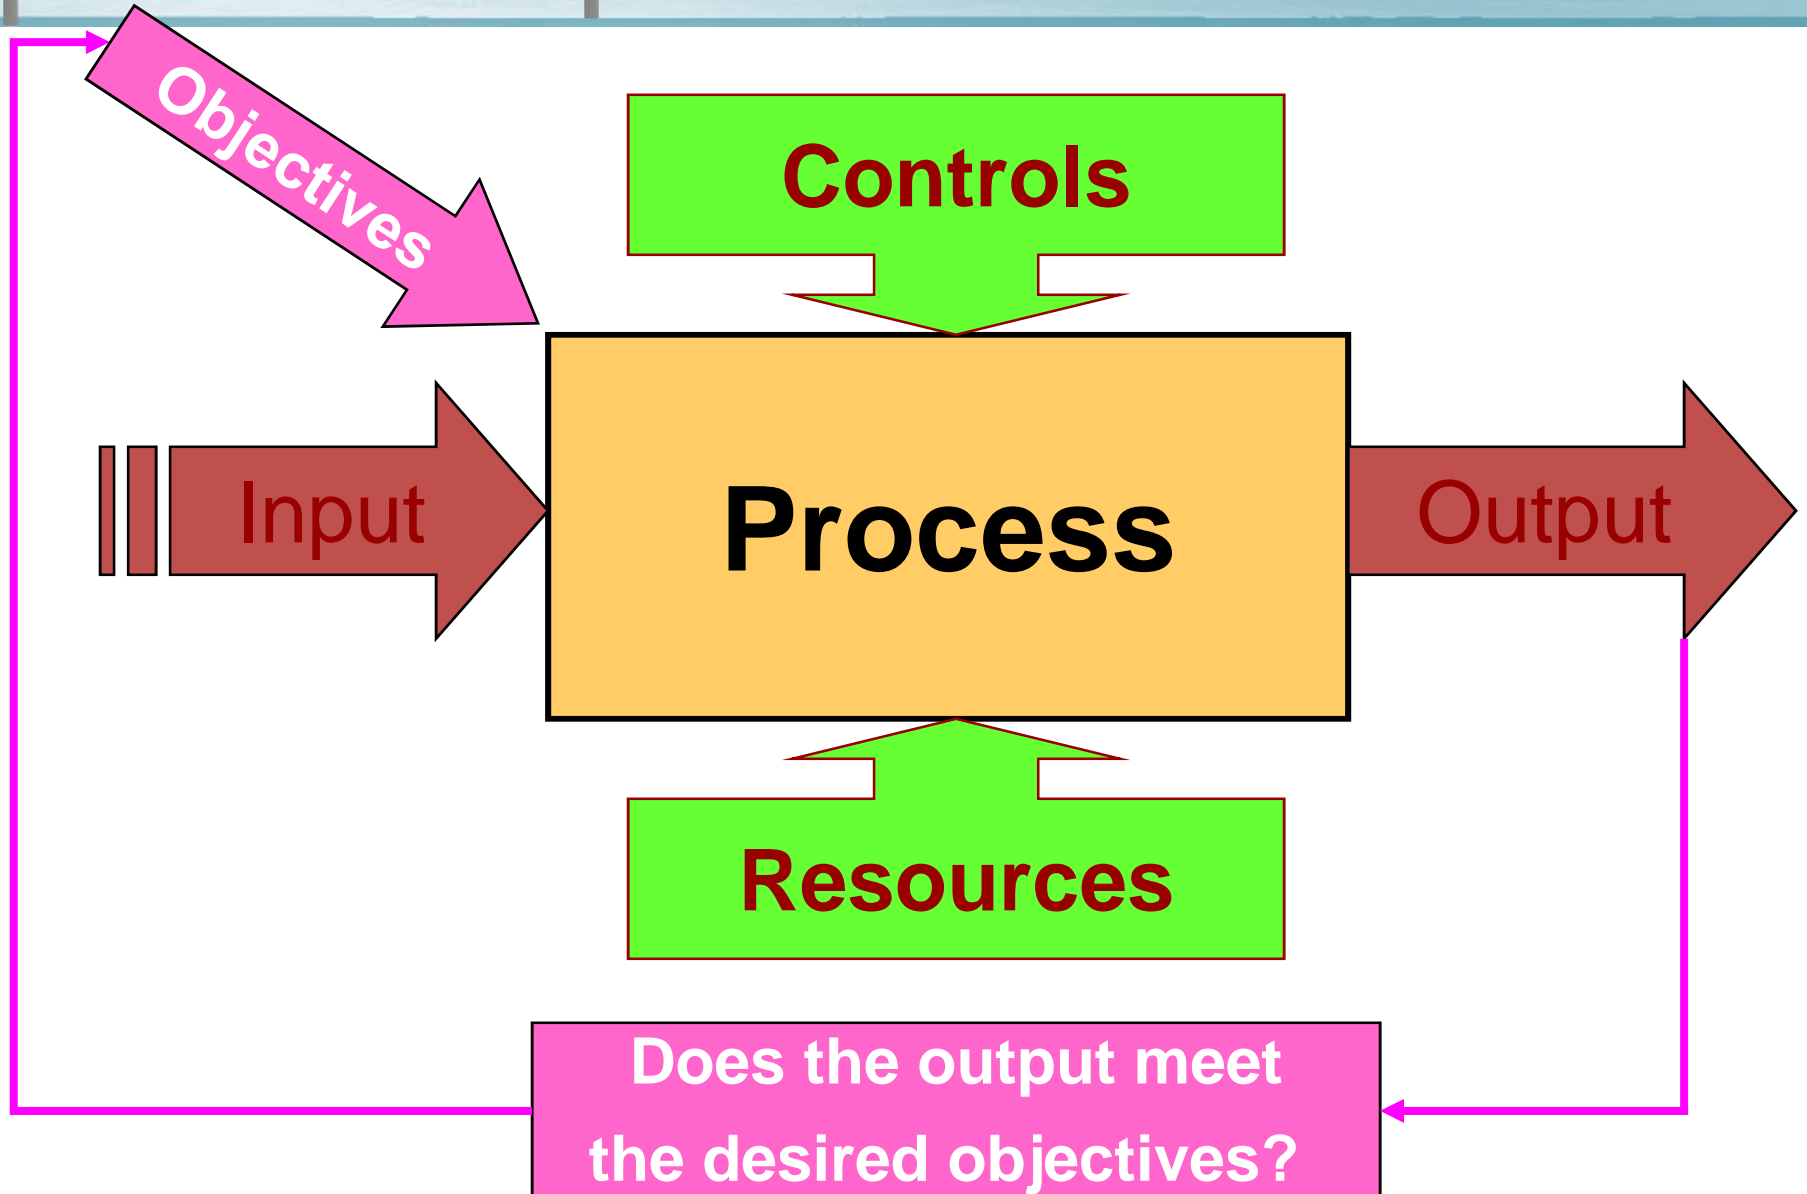 Objectives
Controls
Input
Process
Output
Resources
Does the output meet
the desired objectives?